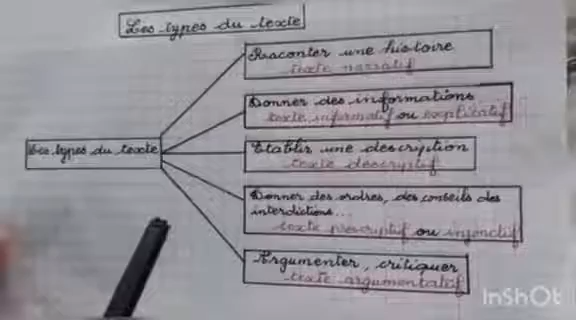 Les types du texte
Raconter une histoire
texte narratif
Donner des informations
texte informatif ou explicatif
Les types du texte
Etablir une description
texte descriptif
Donner des ordres, des conseils des
interdictions...
texte prescriptif ou injonctif
Argumenter, critiquer
texte argumentatif
InShOt